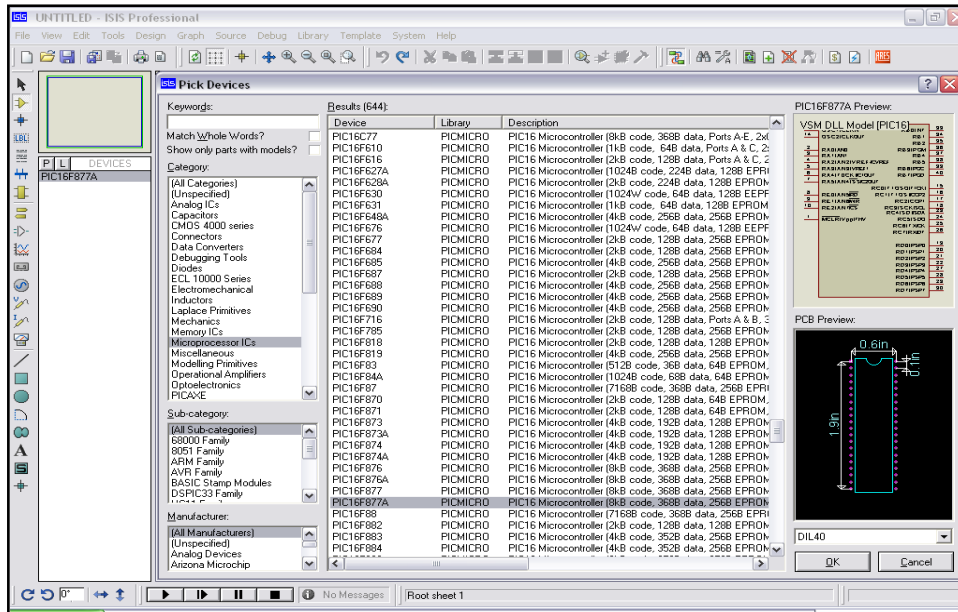 UNTITLED - ISIS Professional
File View Edit Tools Design Graph Source Debug Library Template System Help
LBL
P L DEVICES
PIC16F877A
Pick Devices
Keywords:
Match Whole Words?
Show only parts with models?
Category:
(All Categories)
(Unspecified)
Analog ICs
Capacitors
CMOS 4000 series
Connectors
Data Converters
Debugging Tools
Diodes
ECL 10000 Series
Electromechanical
Inductors
Laplace Primitives
Mechanics
Memory ICs
Microprocessor ICs
Miscellaneous
Modelling Primitives
Operational Amplifiers
Optoelectronics
PICAXE
Sub-category:
(All Sub-categories)
68000 Family
8051 Family
ARM Family
AVR Family
BASIC Stamp Modules
DSPIC33 Family
Manufacturer:
(All Manufacturers)
(Unspecified)
Analog Devices
Arizona Microchip
Results (644):
Device Library Description
PIC16C77 PICMICRO PIC16 Microcontroller (8kB code, 368B data, Ports A-E, 2x
PIC16F610 PICMICRO PIC16 Microcontroller (1kB code, 64B data, Ports A & C, 2
PIC16F616 PICMICRO PIC16 Microcontroller (2kB code, 128B data, Ports A & C, 2
PIC16F627A PICMICRO PIC16 Microcontroller (1024B code, 224B data, 128B EPR
PIC16F628A PICMICRO PIC16 Microcontroller (2kB code, 224B data, 128B EPROM
PIC16F630 PICMICRO PIC16 Microcontroller (1024W code, 64B data, 128B EEPF
PIC16F631 PICMICRO PIC16 Microcontroller (1kB code, 64B data, 128B EPROM
PIC16F648A PICMICRO PIC16 Microcontroller (4kB code, 256B data, 256B EPROM
PIC16F676 PICMICRO PIC16 Microcontroller (1024W code, 64B data, 128B EEPF
PIC16F677 PICMICRO PIC16 Microcontroller (2kB code, 128B data, 256B EPROM
PIC16F684 PICMICRO PIC16 Microcontroller (2kB code, 128B data, 256B EPROM
PIC16F685 PICMICRO PIC16 Microcontroller (4kB code, 256B data, 256B EPROM
PIC16F687 PICMICRO PIC16 Microcontroller (2kB code, 128B data, 256B EPROM
PIC16F688 PICMICRO PIC16 Microcontroller (4kB code, 256B data, 256B EPROM
PIC16F689 PICMICRO PIC16 Microcontroller (4kB code, 256B data, 256B EPROM
PIC16F690 PICMICRO PIC16 Microcontroller (4kB code, 256B data, 256B EPROM
PIC16F716 PICMICRO PIC16 Microcontroller (2kB code, 128B data, Ports A & B, 3
PIC16F785 PICMICRO PIC16 Microcontroller (2kB code, 128B data, 256B EPROM
PIC16F818 PICMICRO PIC16 Microcontroller (2kB code, 128B data, 128B EPROM
PIC16F819 PICMICRO PIC16 Microcontroller (4kB code, 256B data, 256B EPROM
PIC16F83 PICMICRO PIC16 Microcontroller (512B code, 36B data, 64B EPROM,
PIC16F84A PICMICRO PIC16 Microcontroller (1024B code, 68B data, 64B EPROM
PIC16F87 PICMICRO PIC16 Microcontroller (7168B code, 368B data, 256B EPR
PIC16F870 PICMICRO PIC16 Microcontroller (2kB code, 128B data, 64B EPROM,
PIC16F871 PICMICRO PIC16 Microcontroller (2kB code, 128B data, 64B EPROM,
PIC16F873 PICMICRO PIC16 Microcontroller (4kB code, 192B data, 128B EPROM
PIC16F873A PICMICRO PIC16 Microcontroller (4kB code, 192B data, 128B EPROM
PIC16F874 PICMICRO PIC16 Microcontroller (4kB code, 192B data, 128B EPROM
PIC16F874A PICMICRO PIC16 Microcontroller (4kB code, 192B data, 128B EPROM
PIC16F876 PICMICRO PIC16 Microcontroller (8kB code, 368B data, 256B EPROM
PIC16F876A PICMICRO PIC16 Microcontroller (8kB code, 368B data, 256B EPROM
PIC16F877 PICMICRO PIC16 Microcontroller (8kB code, 368B data, 256B EPROM
PIC16F877A PICMICRO PIC16 Microcontroller (8kB code, 368B data, 256B EPROM
PIC16F88 PICMICRO PIC16 Microcontroller (7168B code, 368B data, 256B EPR
PIC16F882 PICMICRO PIC16 Microcontroller (2kB code, 128B data, 128B EPROM
PIC16F883 PICMICRO PIC16 Microcontroller (4kB code, 352B data, 256B EPROM
PIC16F884 PICMICRO PIC16 Microcontroller (4kB code, 352B data, 256B EPROM
PIC16F877A Preview:
VSM DLL Model [PIC16]
PCB Preview:
0.6in
0.1in
1.9in
DIL40
OK Cancel
0° No Messages Root sheet 1